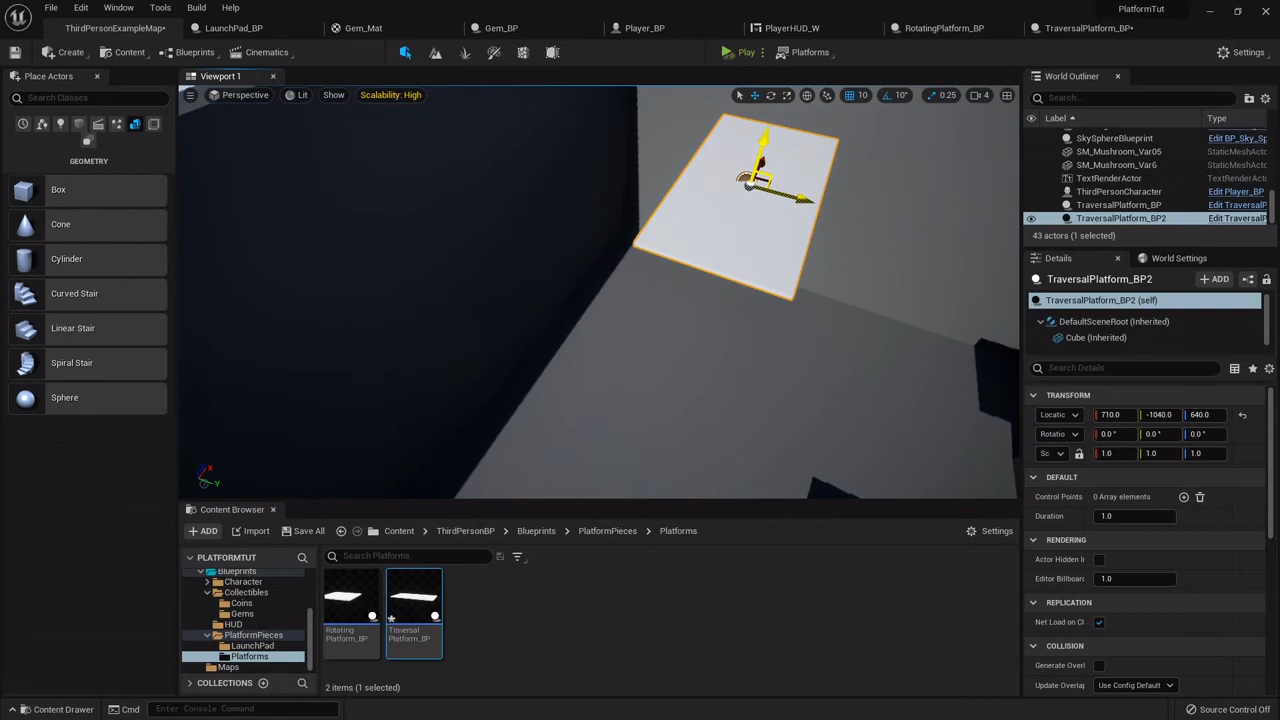 File Edit Window Tools Build Select Actor Help PlatformTut
ThirdPersonExampleMap* LaunchPad_BP Gem_Mat Gem_BP Player_BP PlayerHUD_W RotatingPlatform_BP TraversalPlatform_BP*
Create Content Blueprints Cinematics Play Platforms Settings
Place Actors Viewport 1 World Outliner
Search Classes Perspective Lit Show Scalability: High 10 10° 0.25 4 Search...
Label Type
GEOMETRY
SkySphereBlueprint Edit BP_Sky_Sp
SM_Mushroom_Var05 StaticMeshActor
SM_Mushroom_Var6 StaticMeshActor
TextRenderActor TextRenderActor
ThirdPersonCharacter Edit Player_BP
TraversalPlatform_BP Edit TraversalP
TraversalPlatform_BP2 Edit TraversalP
43 actors (1 selected)
Box
Cone
Cylinder
Curved Stair
Linear Stair
Spiral Stair
Sphere
Details World Settings
TraversalPlatform_BP2 ADD
TraversalPlatform_BP2 (self)
DefaultSceneRoot (Inherited)
Cube (Inherited)
Search Details
TRANSFORM
Locatic 710.0 -1040.0 640.0
Rotatio 0.0 ° 0.0 ° 0.0 °
Sc 1.0 1.0 1.0
DEFAULT
Control Points 0 Array elements
Duration 1.0
RENDERING
Actor Hidden I
Editor Billboar 1.0
REPLICATION
Net Load on Cl
COLLISION
Generate Overl
Update Overlap Use Config Default
X
Y
Content Browser
ADD Import Save All Content ThirdPersonBP Blueprints PlatformPieces Platforms Settings
PLATFORMTUT Search Platforms
Blueprints
Character
Collectibles
Coins
Gems
HUD
PlatformPieces
LaunchPad
Platforms
Maps
Rotating
Platform_BP
Traversal
Platform_BP
COLLECTIONS 2 items (1 selected)
Content Drawer Cmd Enter Console Command Source Control Off